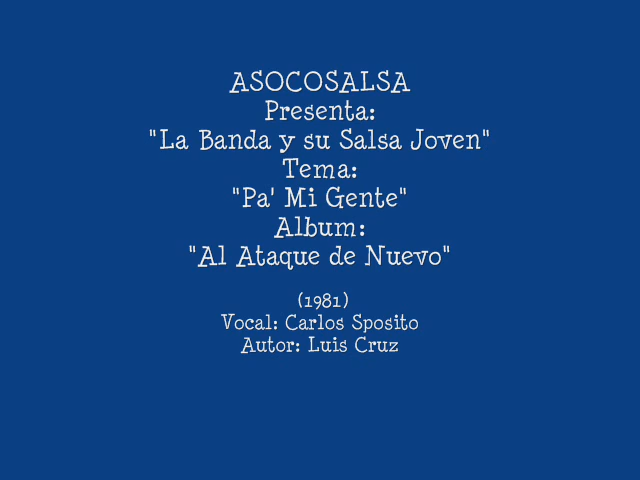 ASOCOSALSA
Presenta:
"La Banda y su Salsa Joven"
Tema:
"Pa' Mi Gente"
Album:
"Al Ataque de Nuevo"
(1981)
Vocal: Carlos Sposito
Autor: Luis Cruz